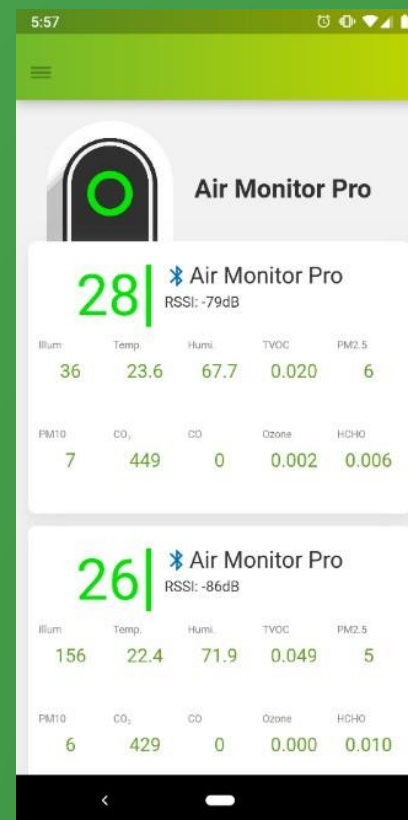 5:57
Air Monitor Pro
28 Air Monitor Pro
RSSI: -79dB
Illum Temp. Humi. TVOC PM2.5
36 23.6 67.7 0.020 6
PM10 CO₂ CO Ozone HCHO
7 449 0 0.002 0.006
26 Air Monitor Pro
RSSI: -86dB
Illum Temp. Humi. TVOC PM2.5
156 22.4 71.9 0.049 5
PM10 CO₂ CO Ozone HCHO
6 429 0 0.000 0.010